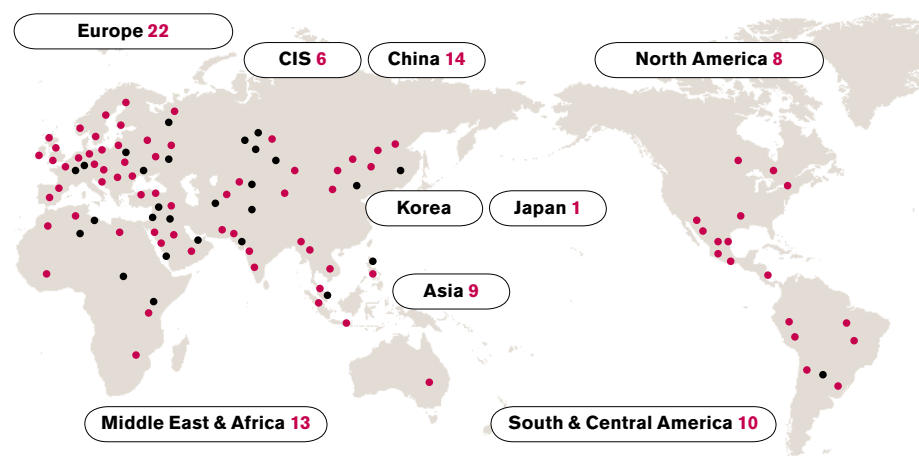 Europe 22
CIS 6
China 14
North America 8
Korea
Japan 1
Asia 9
Middle East & Africa 13
South & Central America 10